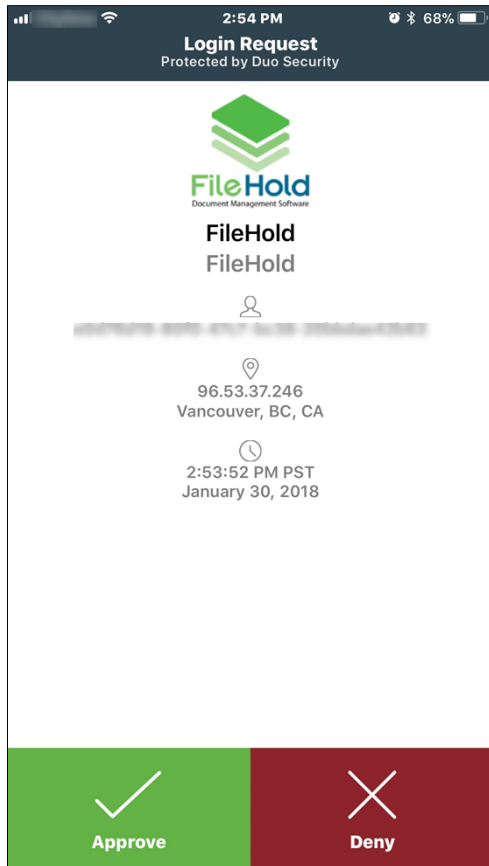 2:54 PM
68%
Login Request
Protected by Duo Security
FileHold
Document Management Software
FileHold
FileHold
96.53.37.246
Vancouver, BC, CA
2:53:52 PM PST
January 30, 2018
Approve
Deny